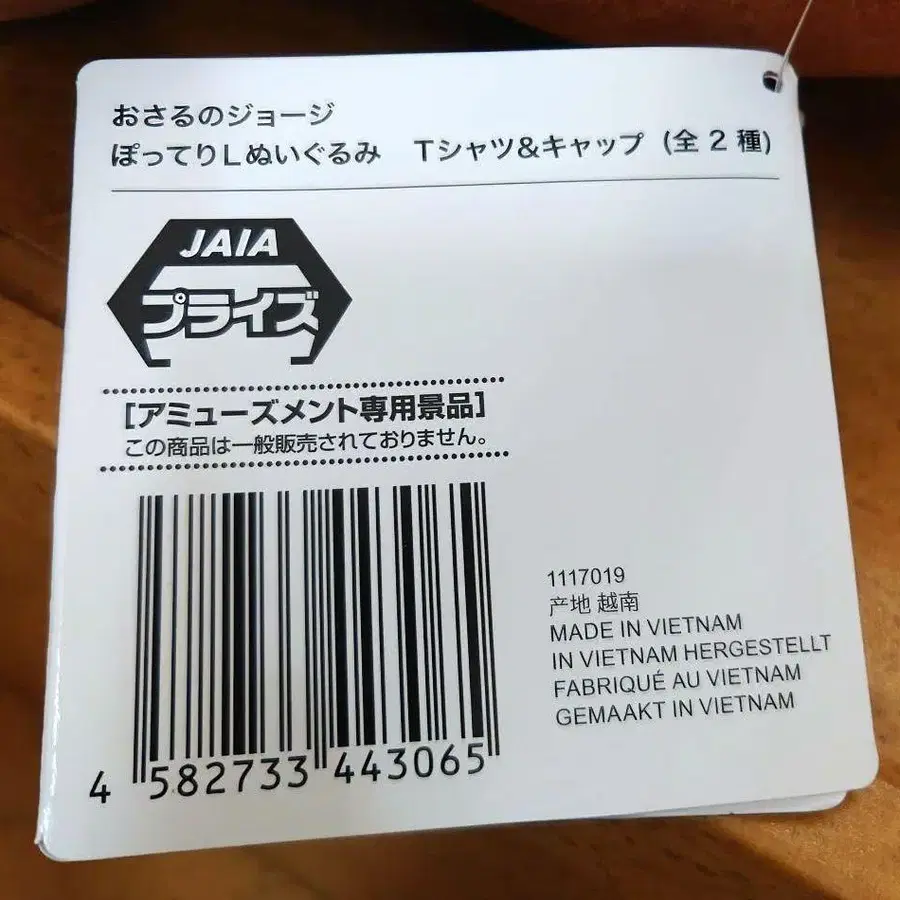 おさるのジョージ
ぽってりLぬいぐるみ　Tシャツ&キャップ (全 2 種)
JAIA
プライズ
[アミューズメント専用景品]
この商品は一般販売されておりません。
4 582733 443065
1117019
产地 越南
MADE IN VIETNAM
IN VIETNAM HERGESTELLT
FABRIQUÉ AU VIETNAM
GEMAAKT IN VIETNAM